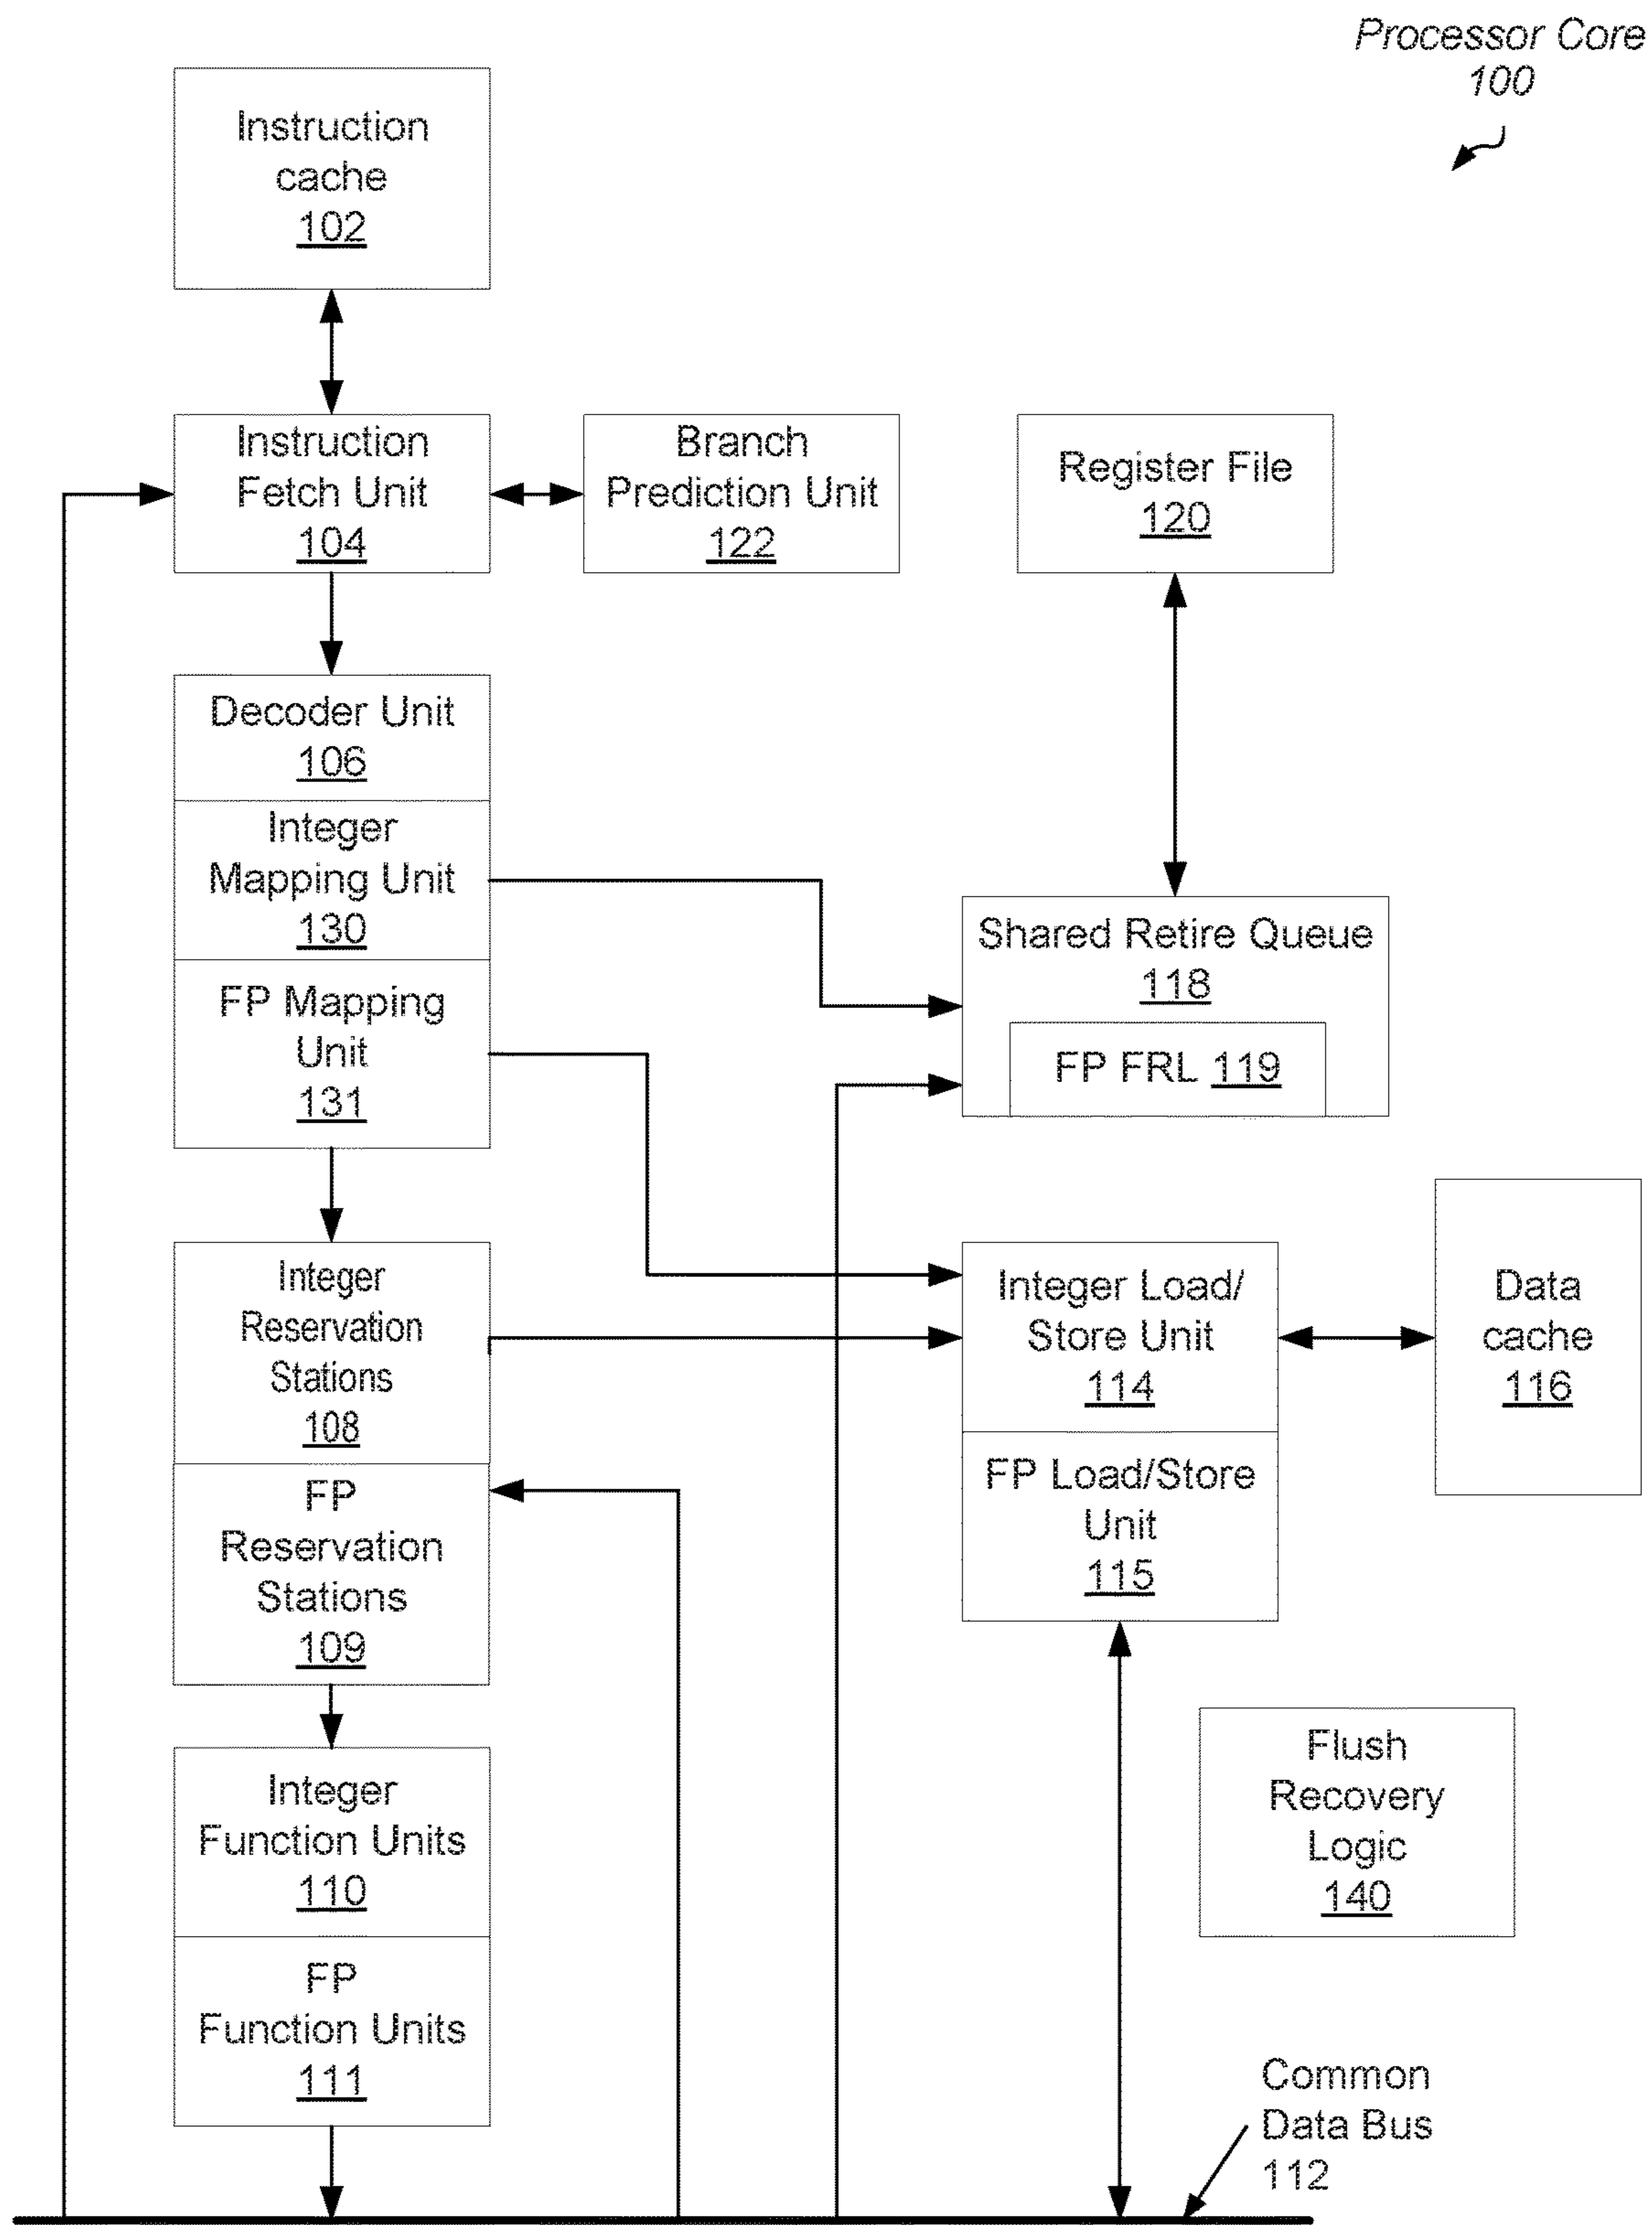 Processor Core
100
Instruction
cache
102
Instruction
Fetch Unit
104
Branch
Prediction Unit
122
Register File
120
Decoder Unit
106
Integer
Mapping Unit
130
FP Mapping
Unit
131
Shared Retire Queue
118
FP FRL 119
Integer
Reservation
Stations
108
FP
Reservation
Stations
109
Integer Load/
Store Unit
114
FP Load/Store
Unit
115
Data
cache
116
Integer
Function Units
110
FP
Function Units
111
Flush
Recovery
Logic
140
Common
Data Bus
112